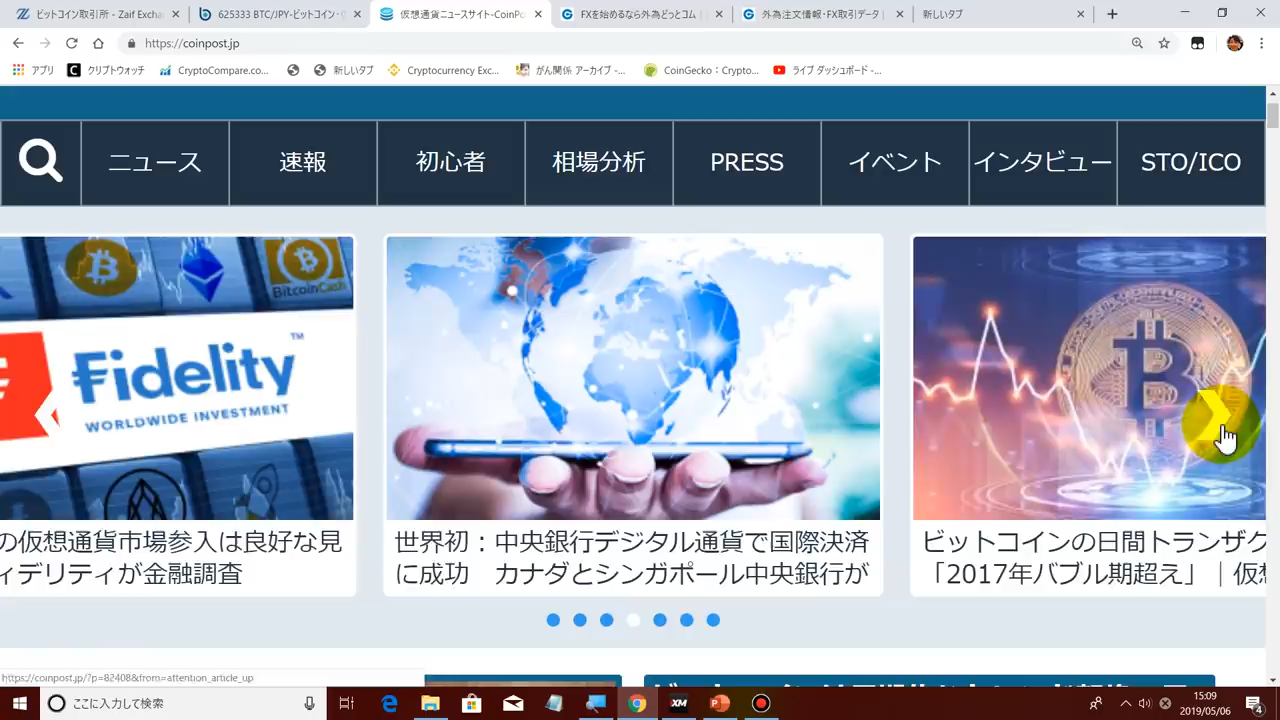 ビットコイン取引所 - Zaif Excha
625333 BTC/JPY-ビットコイン・
仮想通貨ニュースサイト-CoinPo
FXを始めるなら外為どっとコム
外為注文情報・FX取引データ
新しいタブ
https://coinpost.jp
アプリ
クリプトウォッチ
CryptoCompare.co...
新しいタブ
Cryptocurrency Exc...
がん関係 アーカイブ -...
CoinGecko：Crypto...
ライブ ダッシュボード -...
ニュース
速報
初心者
相場分析
PRESS
イベント
インタビュー
STO/ICO
BitcoinCash
Fidelity™
WORLDWIDE INVESTMENT
の仮想通貨市場参入は良好な見
ィデリティが金融調査
世界初：中央銀行デジタル通貨で国際決済
に成功　カナダとシンガポール中央銀行が
ビットコインの日間トランザク
「2017年バブル期超え」｜仮想
https://coinpost.jp/?p=82408&from=attention_article_up
ここに入力して検索
XM
15:09
2019/05/06
4